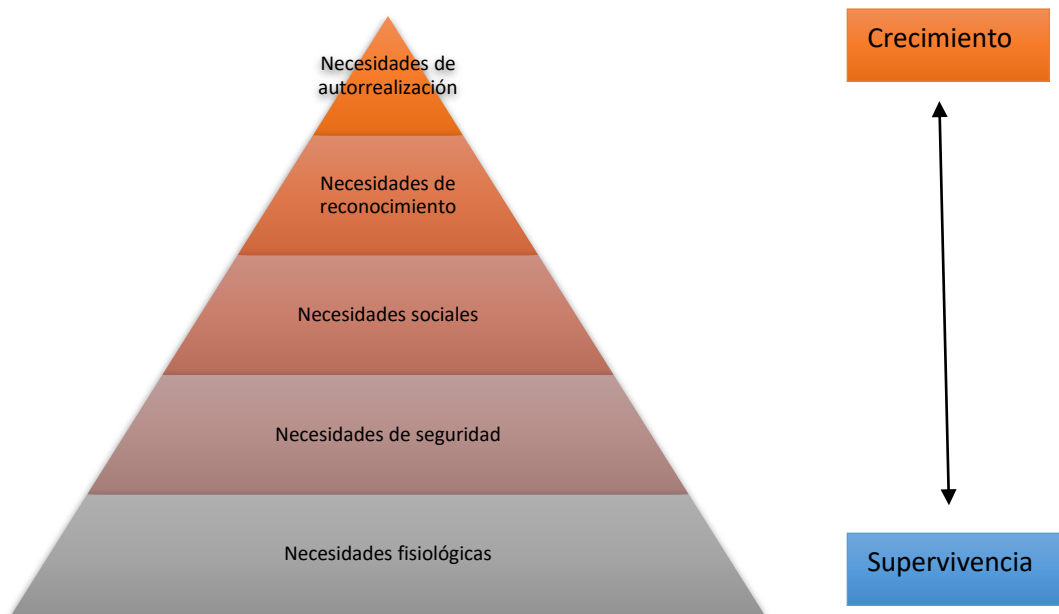 Necesidades de
autorrealización
Necesidades de
reconocimiento
Necesidades sociales
Necesidades de seguridad
Necesidades fisiológicas
Crecimiento
Supervivencia